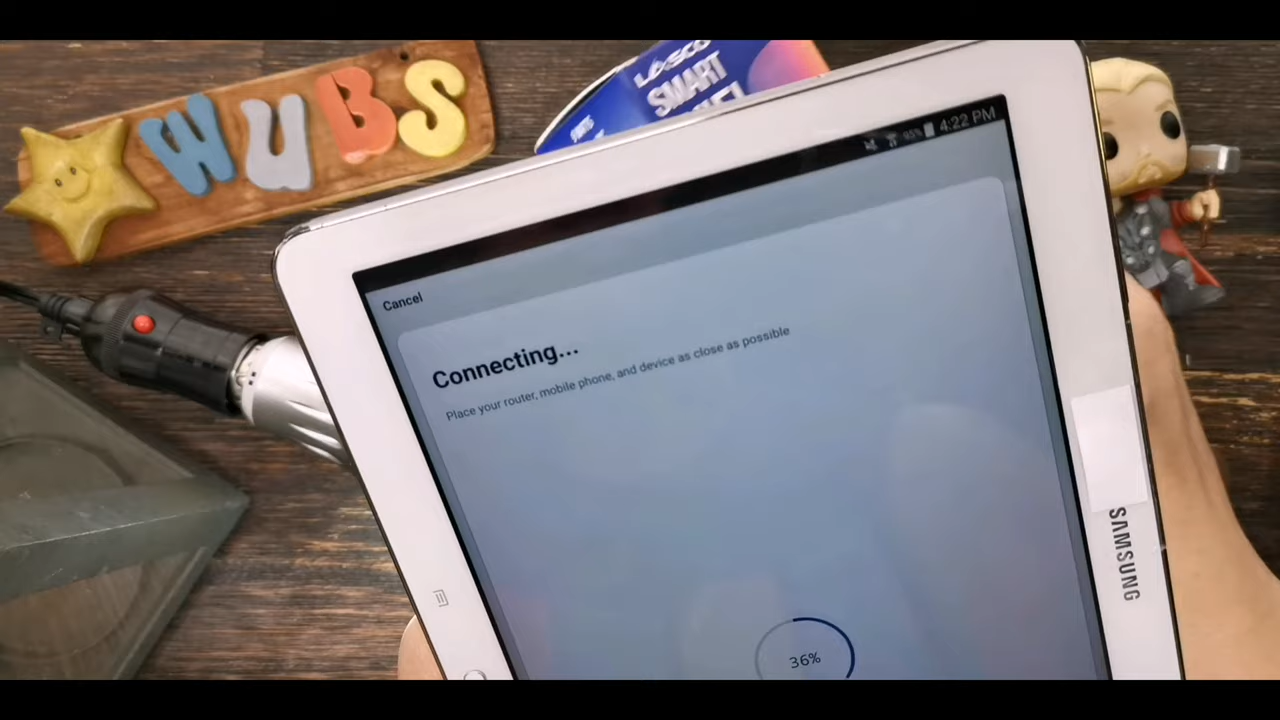 WUBS
SMART
4:22 PM
Cancel
Connecting...
Place your router, mobile phone, and device as close as possible
36%
SAMSUNG